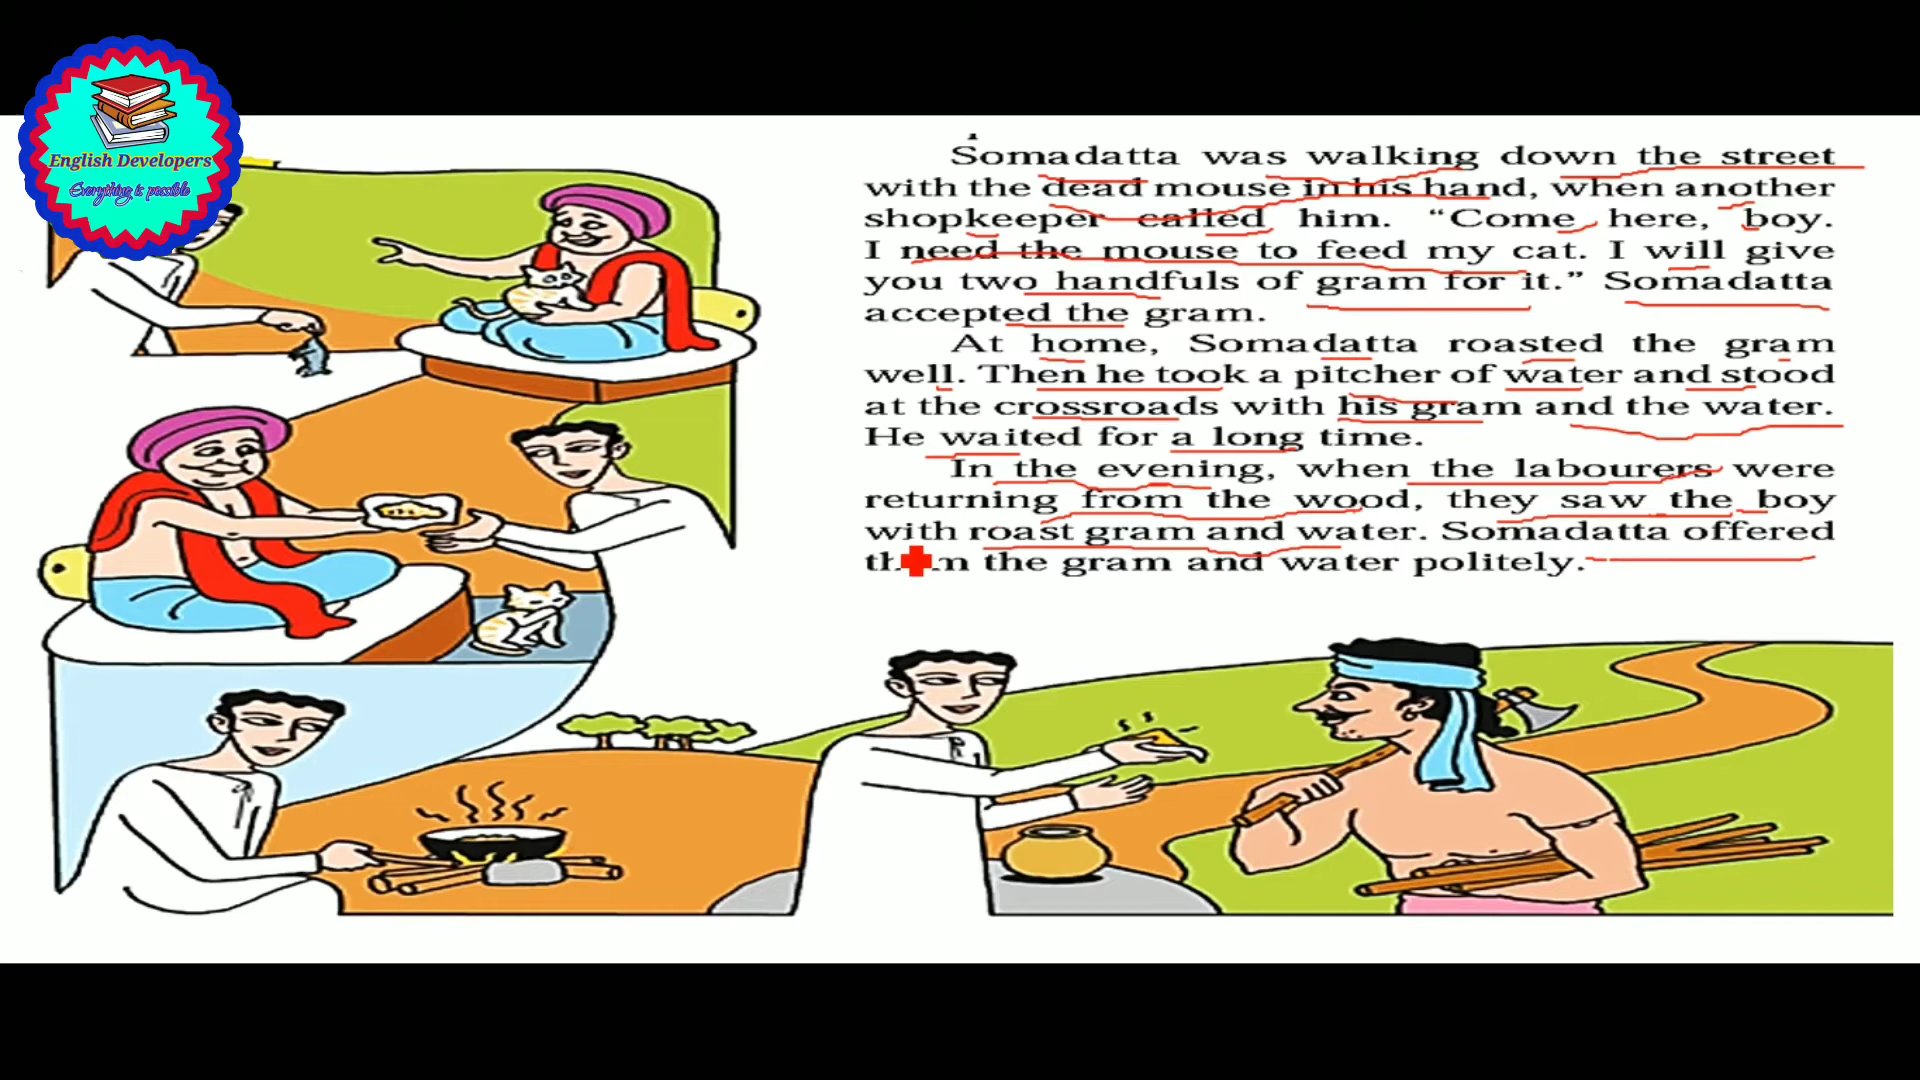 English Developers
Everything is possible
Somadatta was walking down the street
with the dead mouse in his hand, when another
shopkeeper called him. “Come here, boy.
I need the mouse to feed my cat. I will give
you two handfuls of gram for it.” Somadatta
accepted the gram.
At home, Somadatta roasted the gram
well. Then he took a pitcher of water and stood
at the crossroads with his gram and the water.
He waited for a long time.
In the evening, when the labourers were
returning from the wood, they saw the boy
with roast gram and water. Somadatta offered
the gram and water politely.